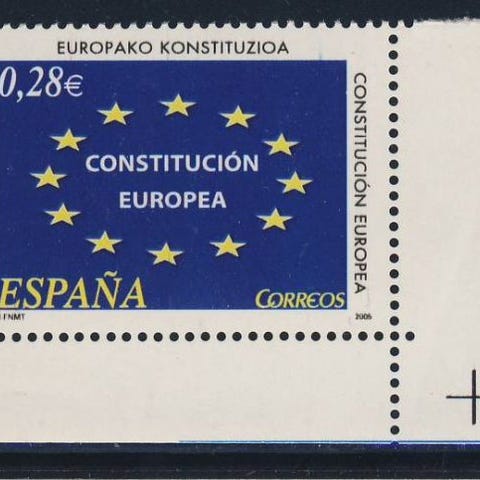 EUROPAKO KONSTITUZIOA
0,28€
CONSTITUCIÓN EUROPEA
CONSTITUCIÓN
EUROPEA
ESPAÑA
CORREOS
FNMT
2005